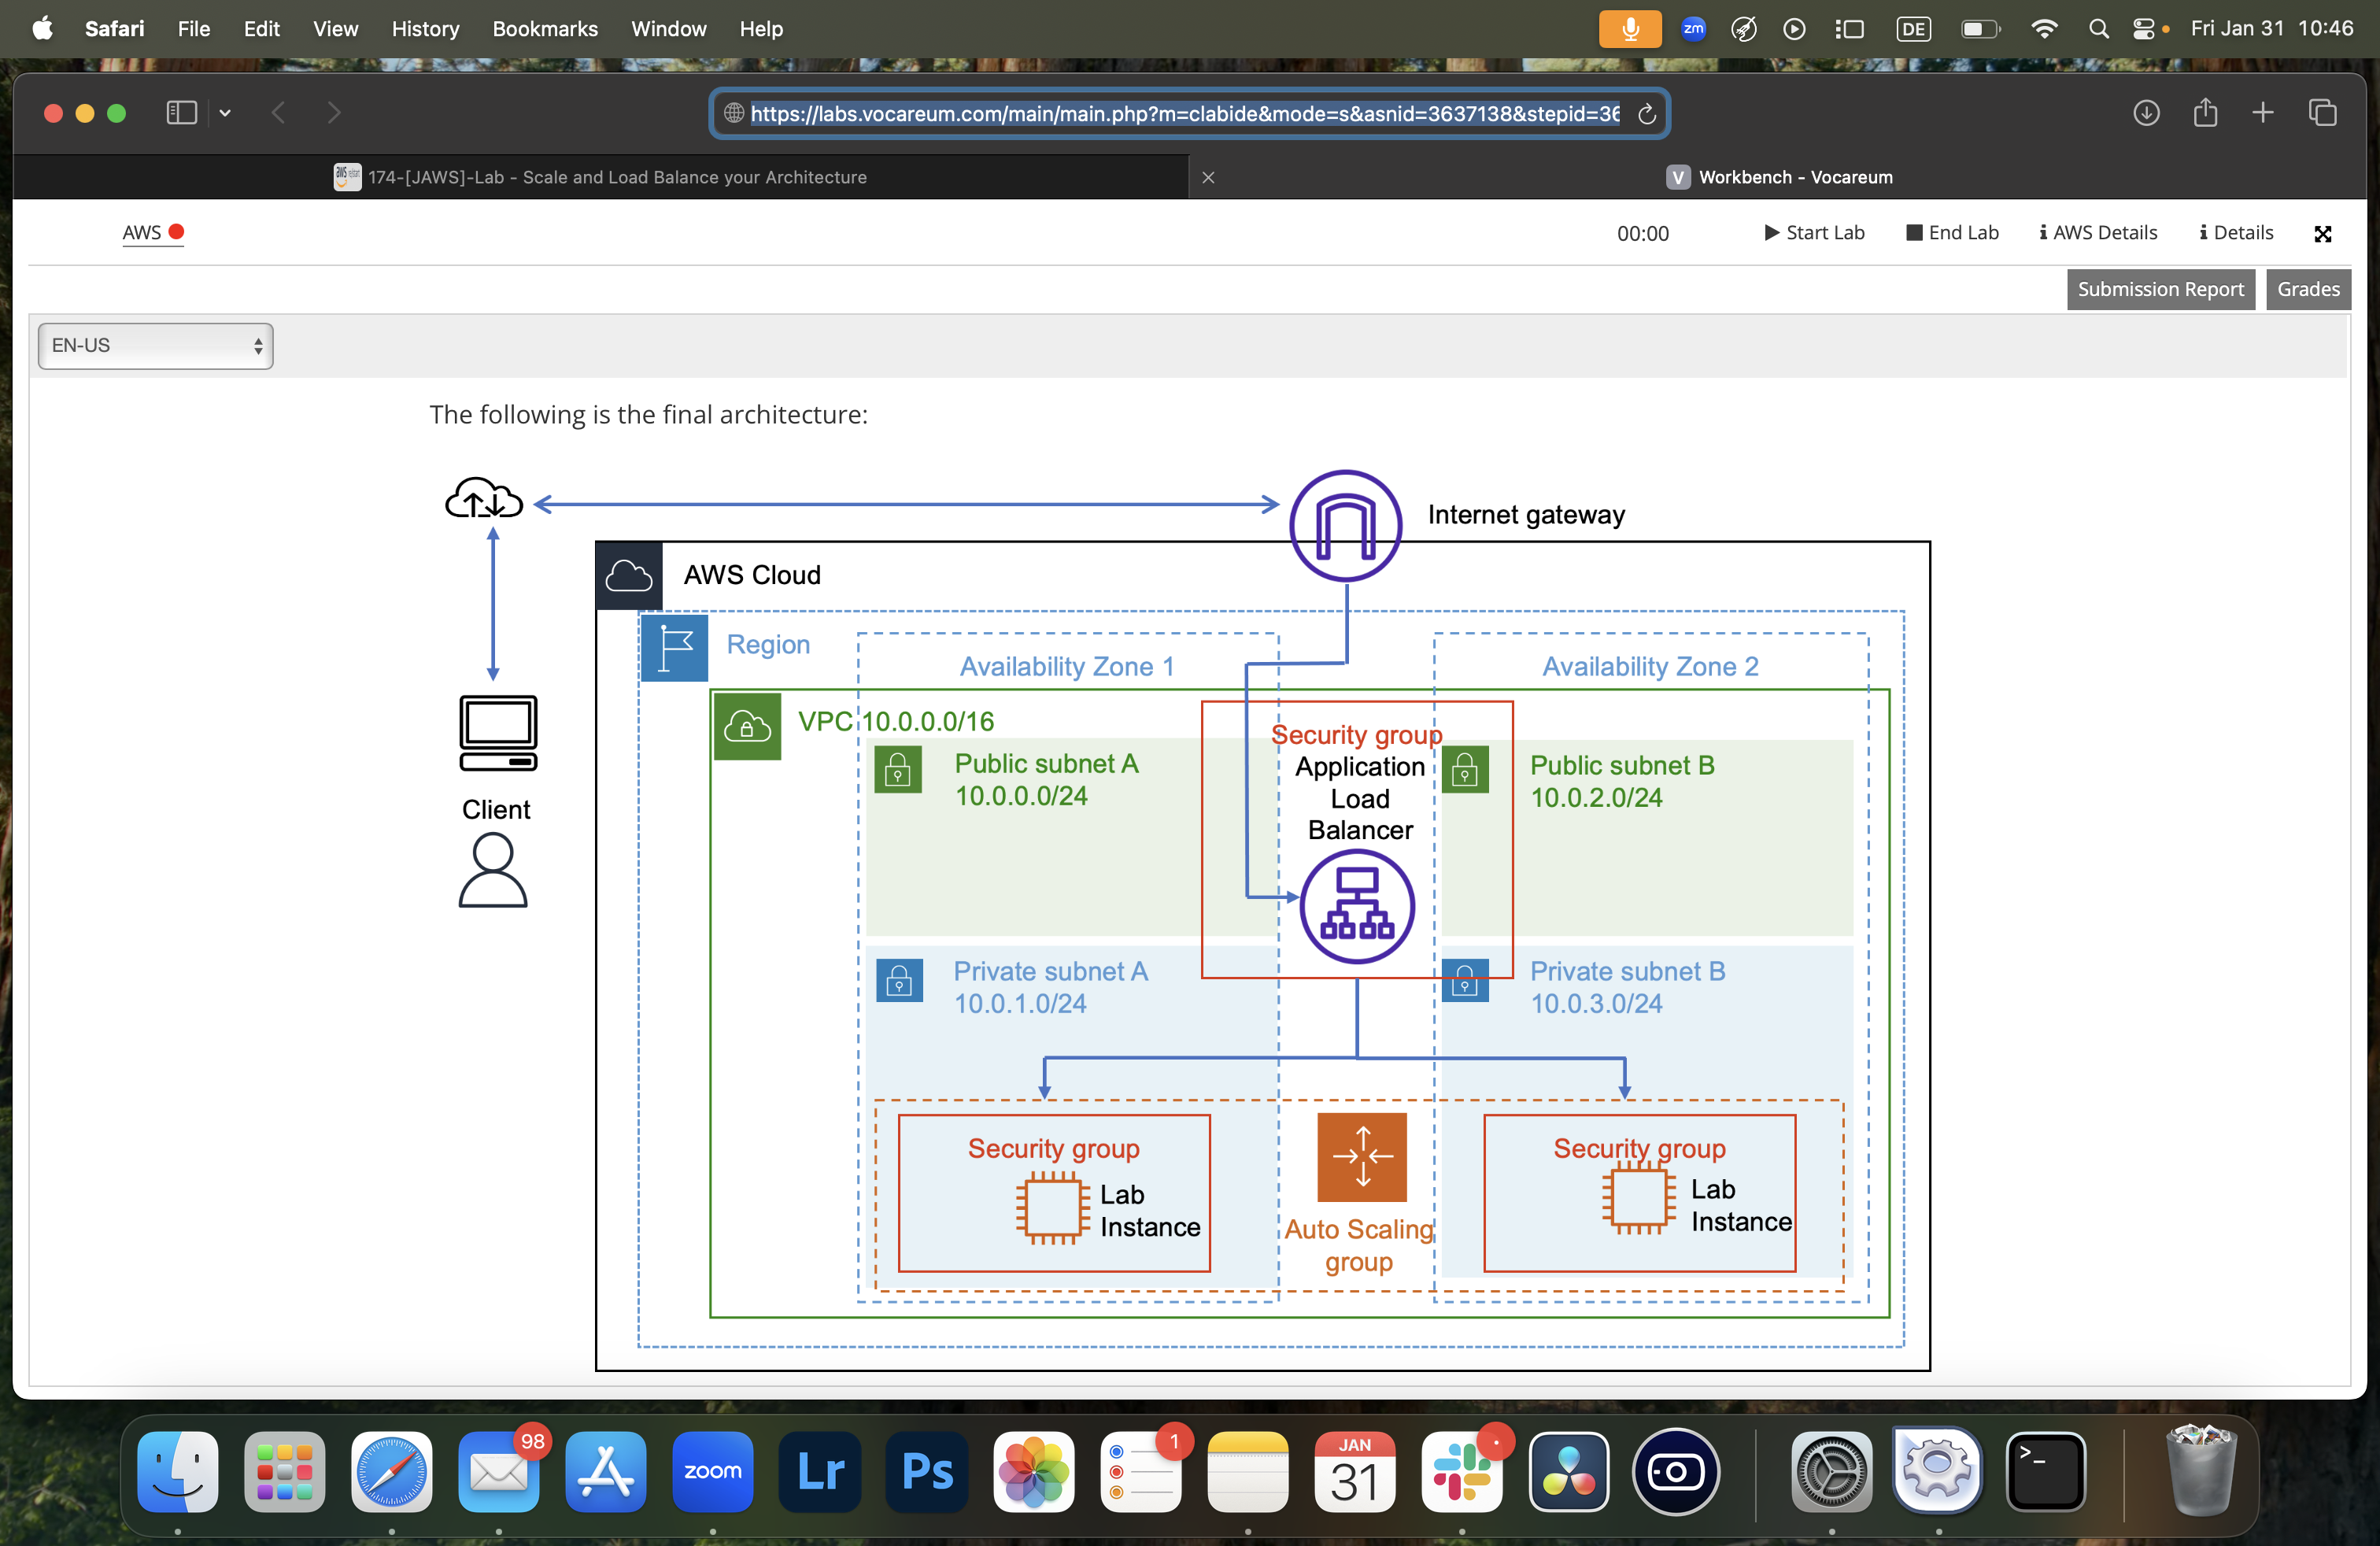 Safari File Edit View History Bookmarks Window Help zm DE Fri Jan 31 10:46
https://labs.vocareum.com/main/main.php?m=clabide&mode=s&asnid=3637138&stepid=36
174-[JAWS]-Lab - Scale and Load Balance your Architecture
V Workbench - Vocareum
AWS 00:00 Start Lab End Lab AWS Details Details
Submission Report Grades
EN-US
The following is the final architecture:
Internet gateway
AWS Cloud
Region
Availability Zone 1
Availability Zone 2
VPC 10.0.0.0/16
Client
Security group
Application
Load
Balancer
Public subnet A
10.0.0.0/24
Public subnet B
10.0.2.0/24
Private subnet A
10.0.1.0/24
Private subnet B
10.0.3.0/24
Security group
Lab
Instance
Auto Scaling
group
Security group
Lab
Instance
98
zoom
Lr
Ps
1
JAN
31
>_